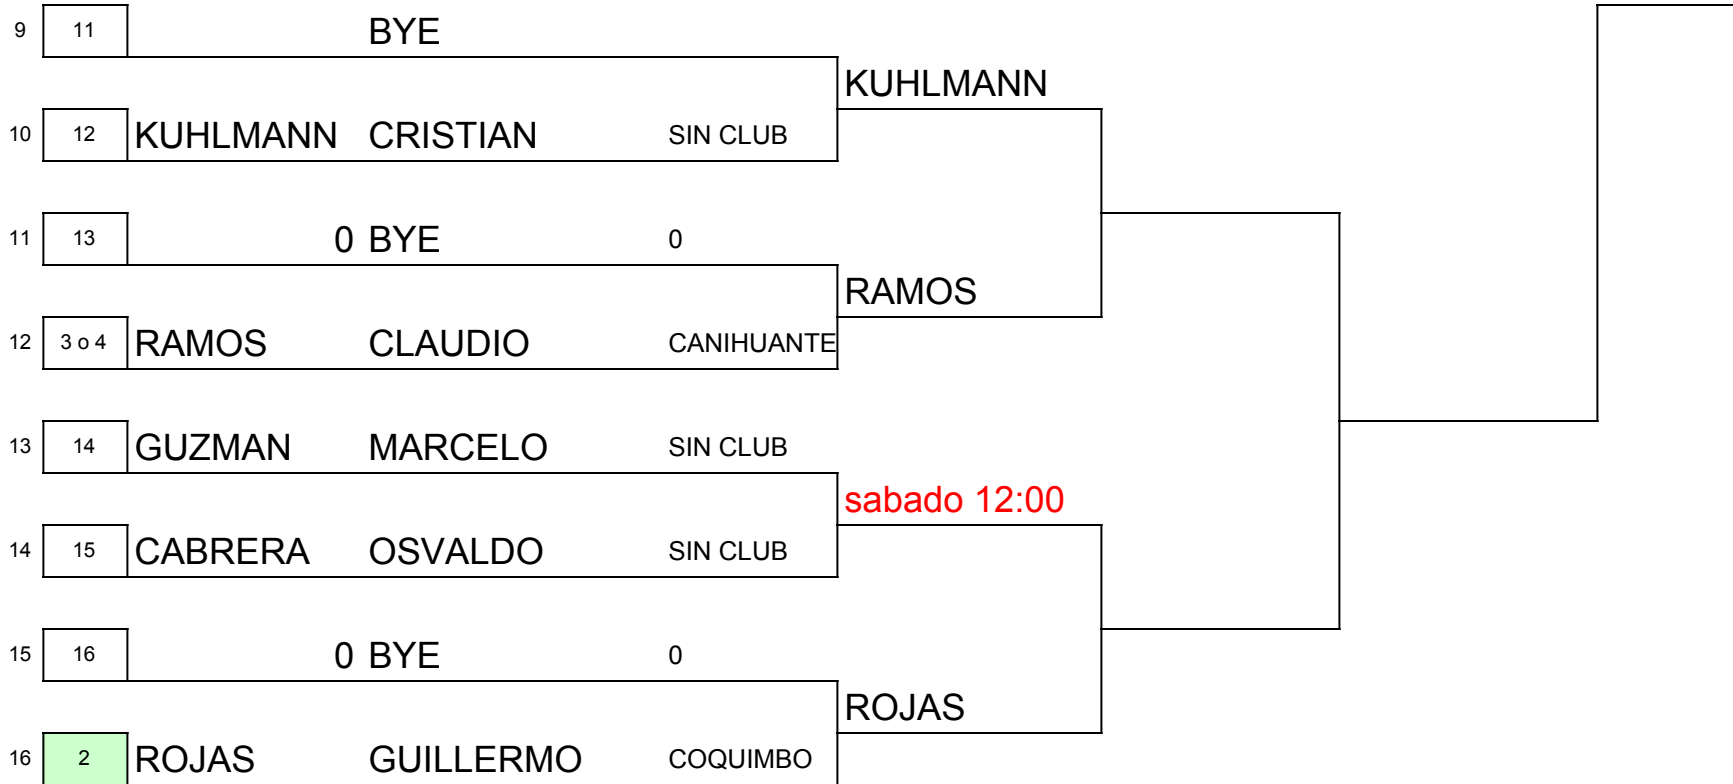 9 11 BYE
KUHLMANN
10 12 KUHLMANN CRISTIAN SIN CLUB
11 13 0 BYE 0
RAMOS
12 3 o 4 RAMOS CLAUDIO CANIHUANTE
13 14 GUZMAN MARCELO SIN CLUB
sabado 12:00
14 15 CABRERA OSVALDO SIN CLUB
15 16 0 BYE 0
ROJAS
16 2 ROJAS GUILLERMO COQUIMBO